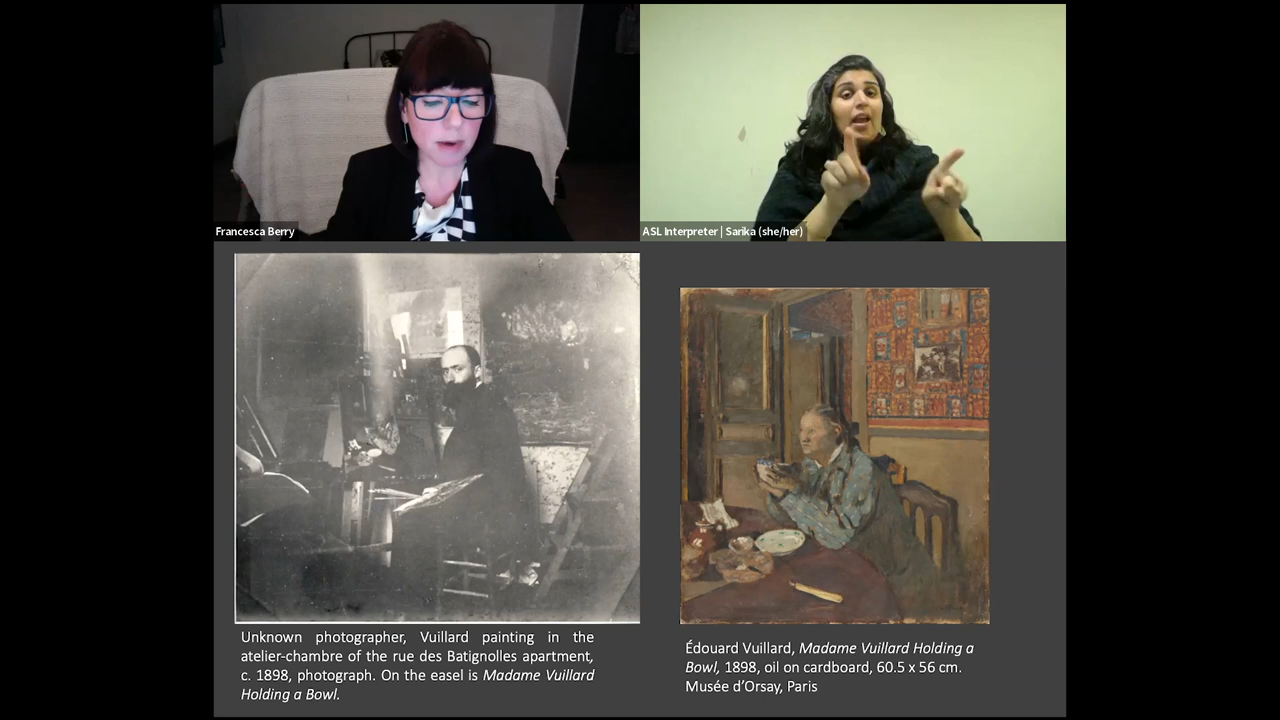 Francesca Berry
ASL Interpreter | Sarika (she/her)
Unknown photographer, Vuillard painting in the
atelier-chambre of the rue des Batignolles apartment,
c. 1898, photograph. On the easel is Madame Vuillard
Holding a Bowl.
Édouard Vuillard, Madame Vuillard Holding a
Bowl, 1898, oil on cardboard, 60.5 x 56 cm.
Musée d'Orsay, Paris